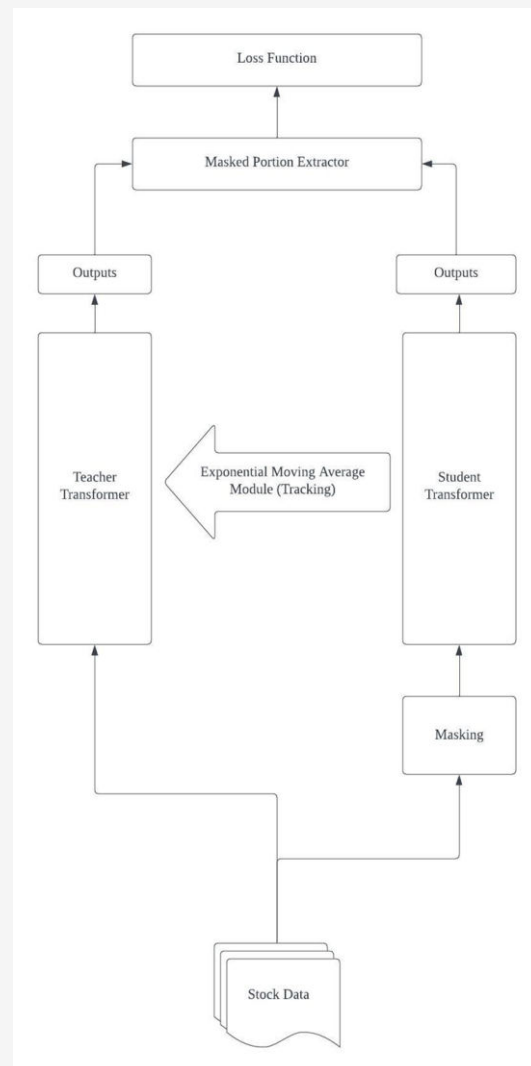 Loss Function
Masked Portion Extractor
Outputs
Outputs
Teacher
Transformer
Exponential Moving Average
Module (Tracking)
Student
Transformer
Masking
Stock Data